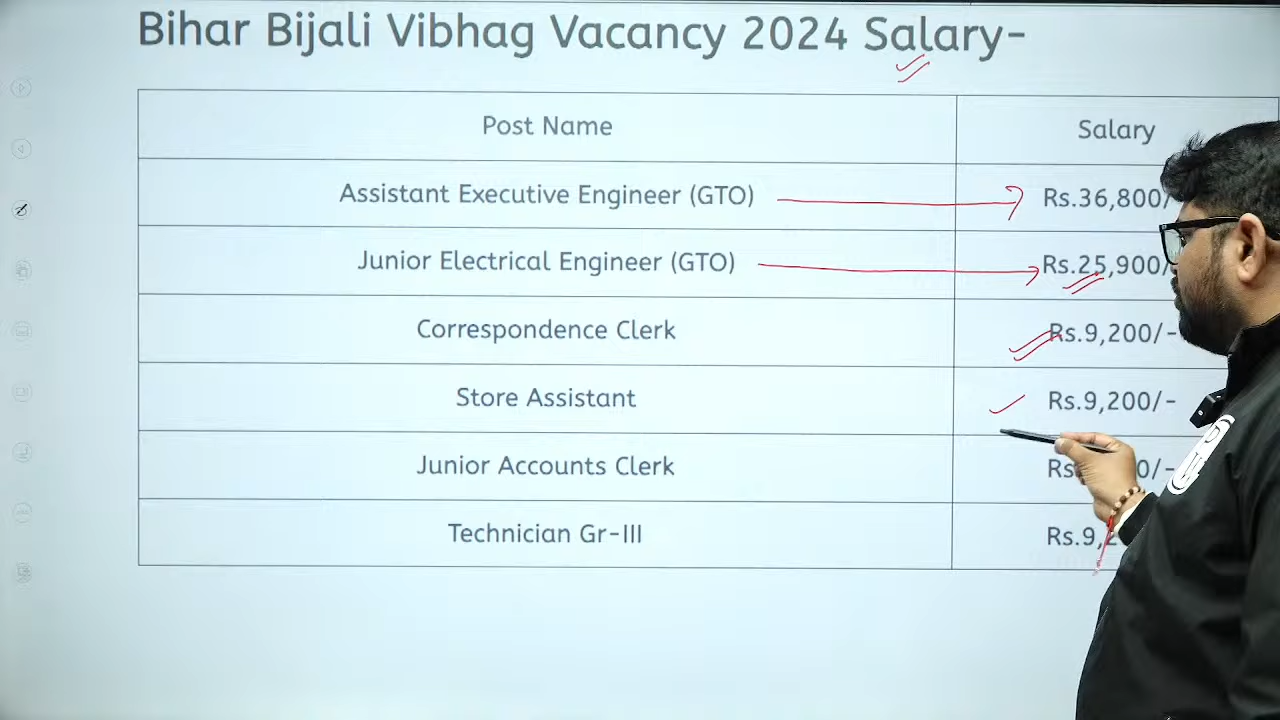 Bihar Bijali Vibhag Vacancy 2024 Salary-
Post Name Salary
Assistant Executive Engineer (GTO) Rs.36,800/
Junior Electrical Engineer (GTO) Rs.25,900/
Correspondence Clerk Rs.9,200/-
Store Assistant Rs.9,200/-
Junior Accounts Clerk
Technician Gr-III